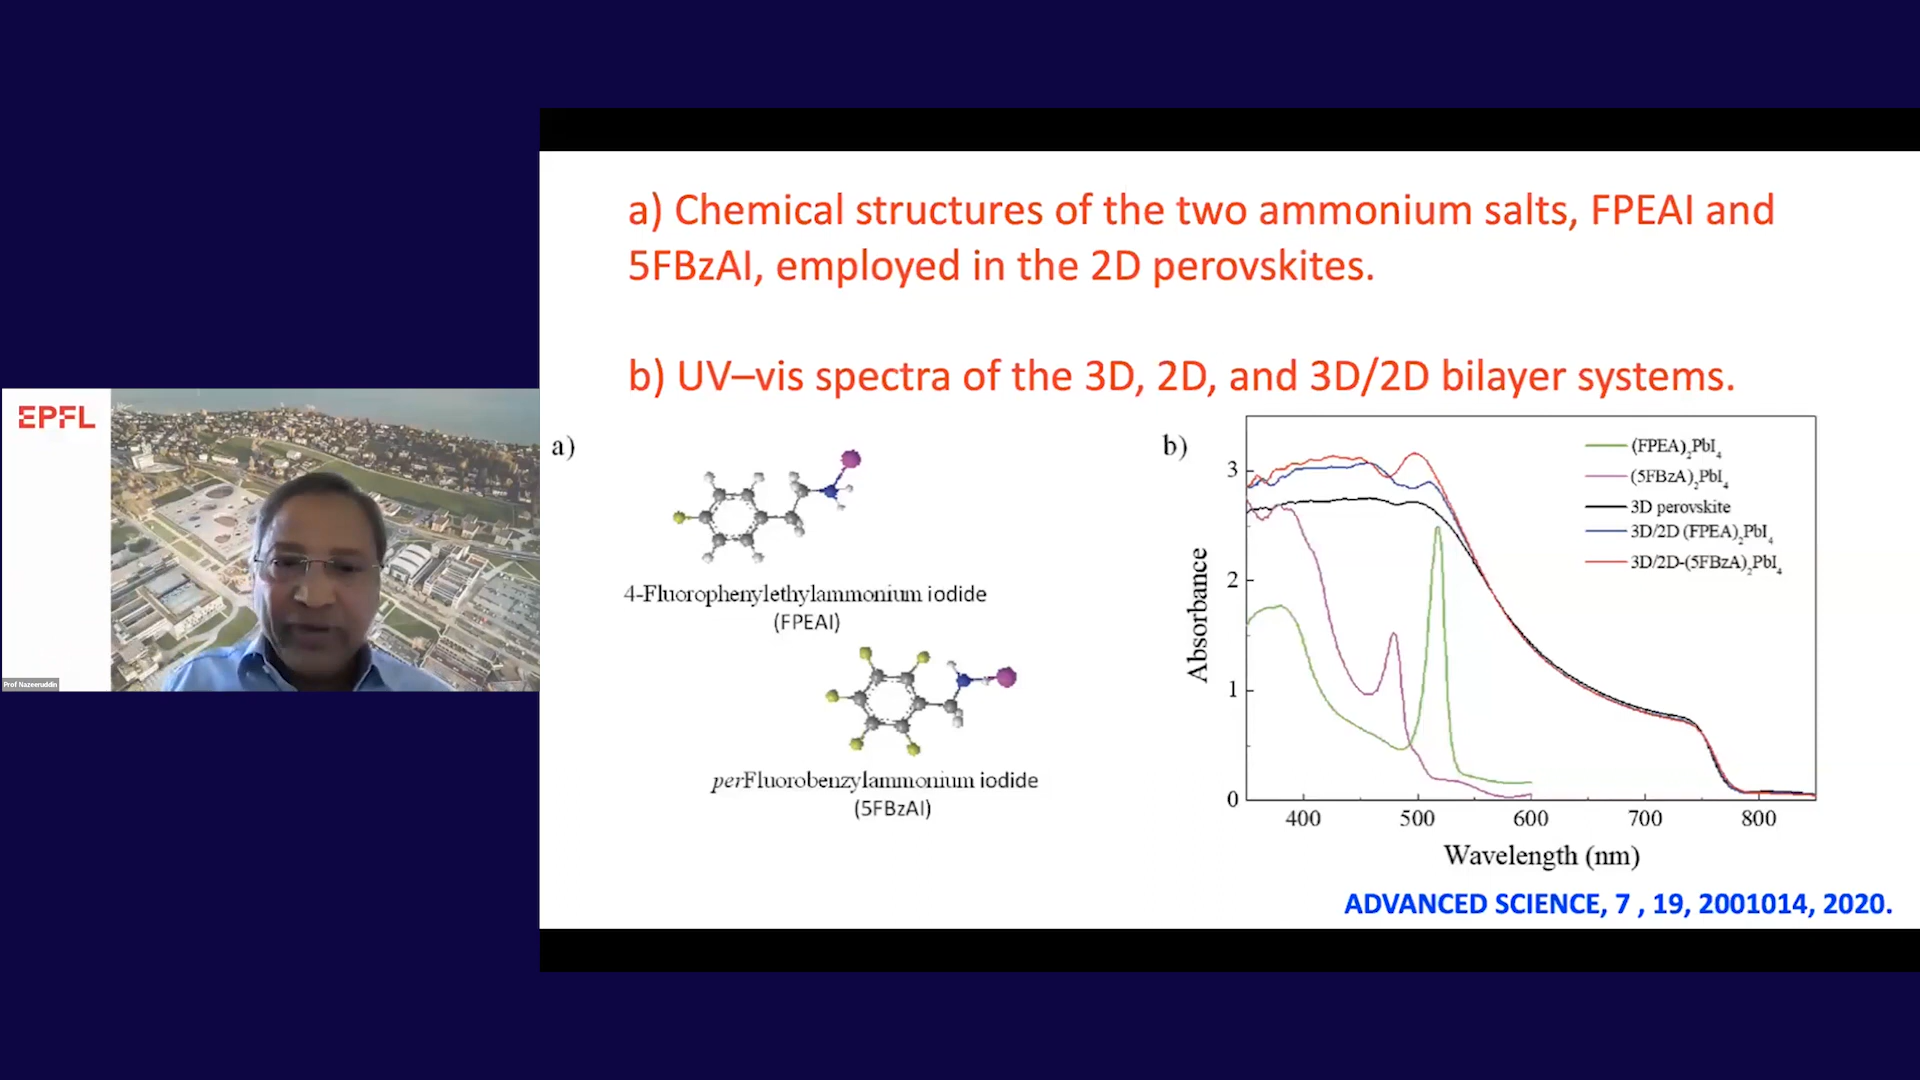 a) Chemical structures of the two ammonium salts, FPEAI and
5FBzAI, employed in the 2D perovskites.
b) UV–vis spectra of the 3D, 2D, and 3D/2D bilayer systems.
EPFL
Prof Nazeeruddin
a)
4-Fluorophenylethylammonium iodide
(FPEAI)
perFluorobenzylammonium iodide
(5FBzAI)
b)
(FPEA)₂PbI₄
(5FBzA)₂PbI₄
3D perovskite
3D/2D (FPEA)₂PbI₄
3D/2D-(5FBzA)₂PbI₄
Absorbance
3
2
1
0
400 500 600 700 800
Wavelength (nm)
ADVANCED SCIENCE, 7 , 19, 2001014, 2020.